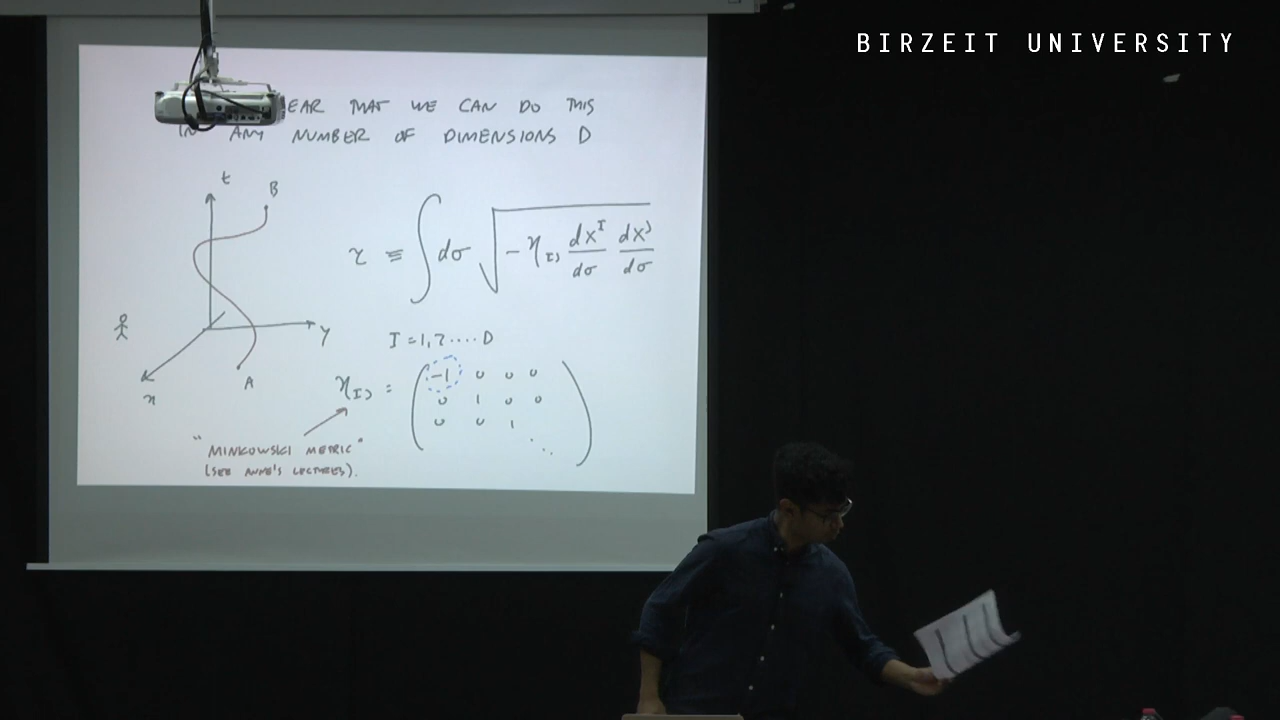 BIRZEIT UNIVERSITY
EAR THAT WE CAN DO THIS
IN ANY NUMBER OF DIMENSIONS D
t
B
τ ≡ ∫ dσ √(-η_IJ dx^I/dσ dx^J/dσ)
y
I = 1, 2 .... D
x
A
η_IJ = ( -1 0 0 0
0 1 0 0
0 0 1
⋱ )
"MINKOWSKI METRIC"
(SEE ANNE'S LECTURES).